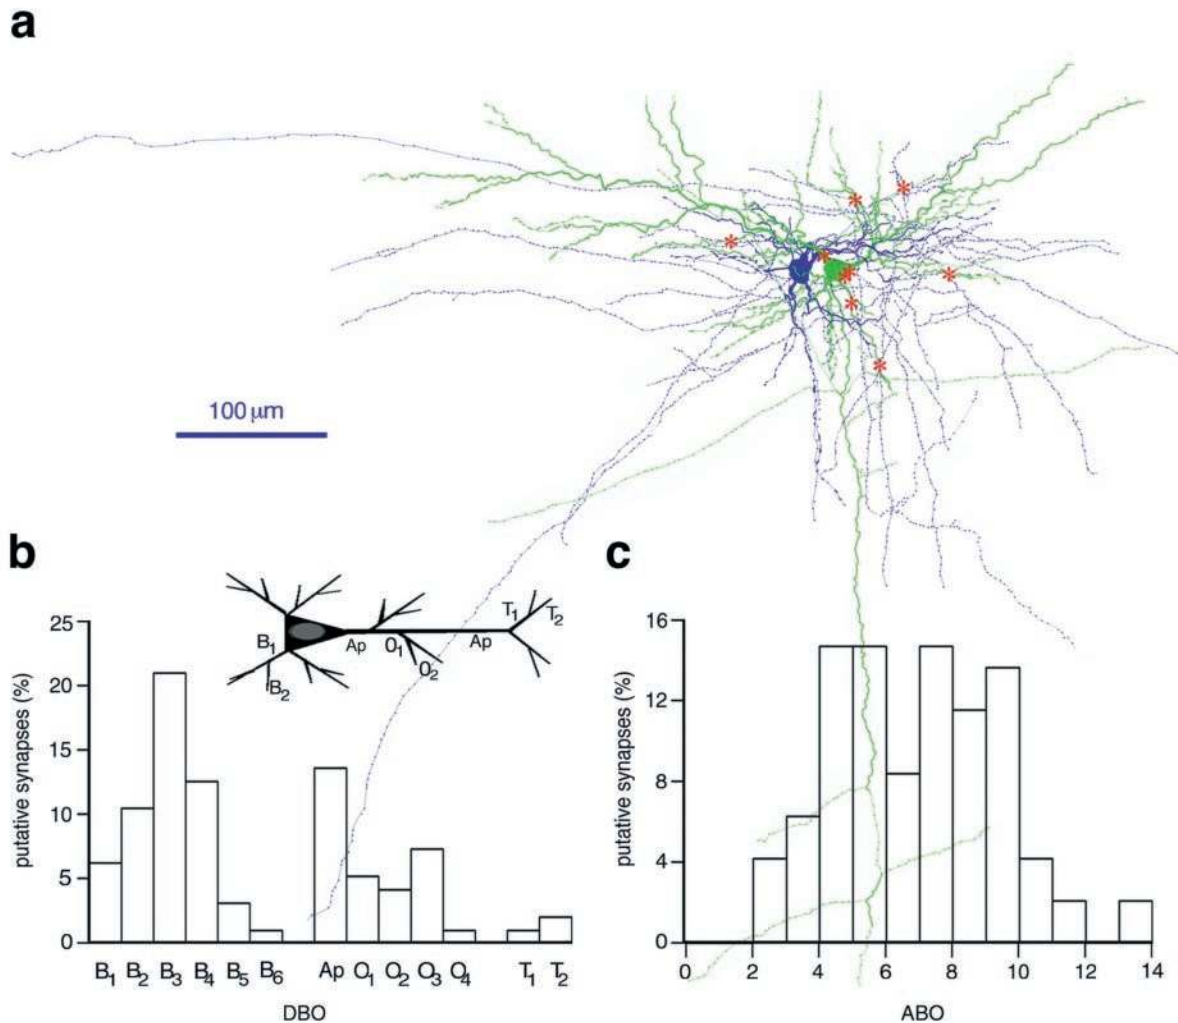 a
100 μm
b
c
25
20
15
10
5
0
putative synapses (%)
B1
B2
Ap
O1
O2
Ap
T1
T2
B1 B2 B3 B4 B5 B6 Ap O1 O2 O3 O4 T1 T2
DBO
16
12
8
4
0
putative synapses (%)
0 2 4 6 8 10 12 14
ABO